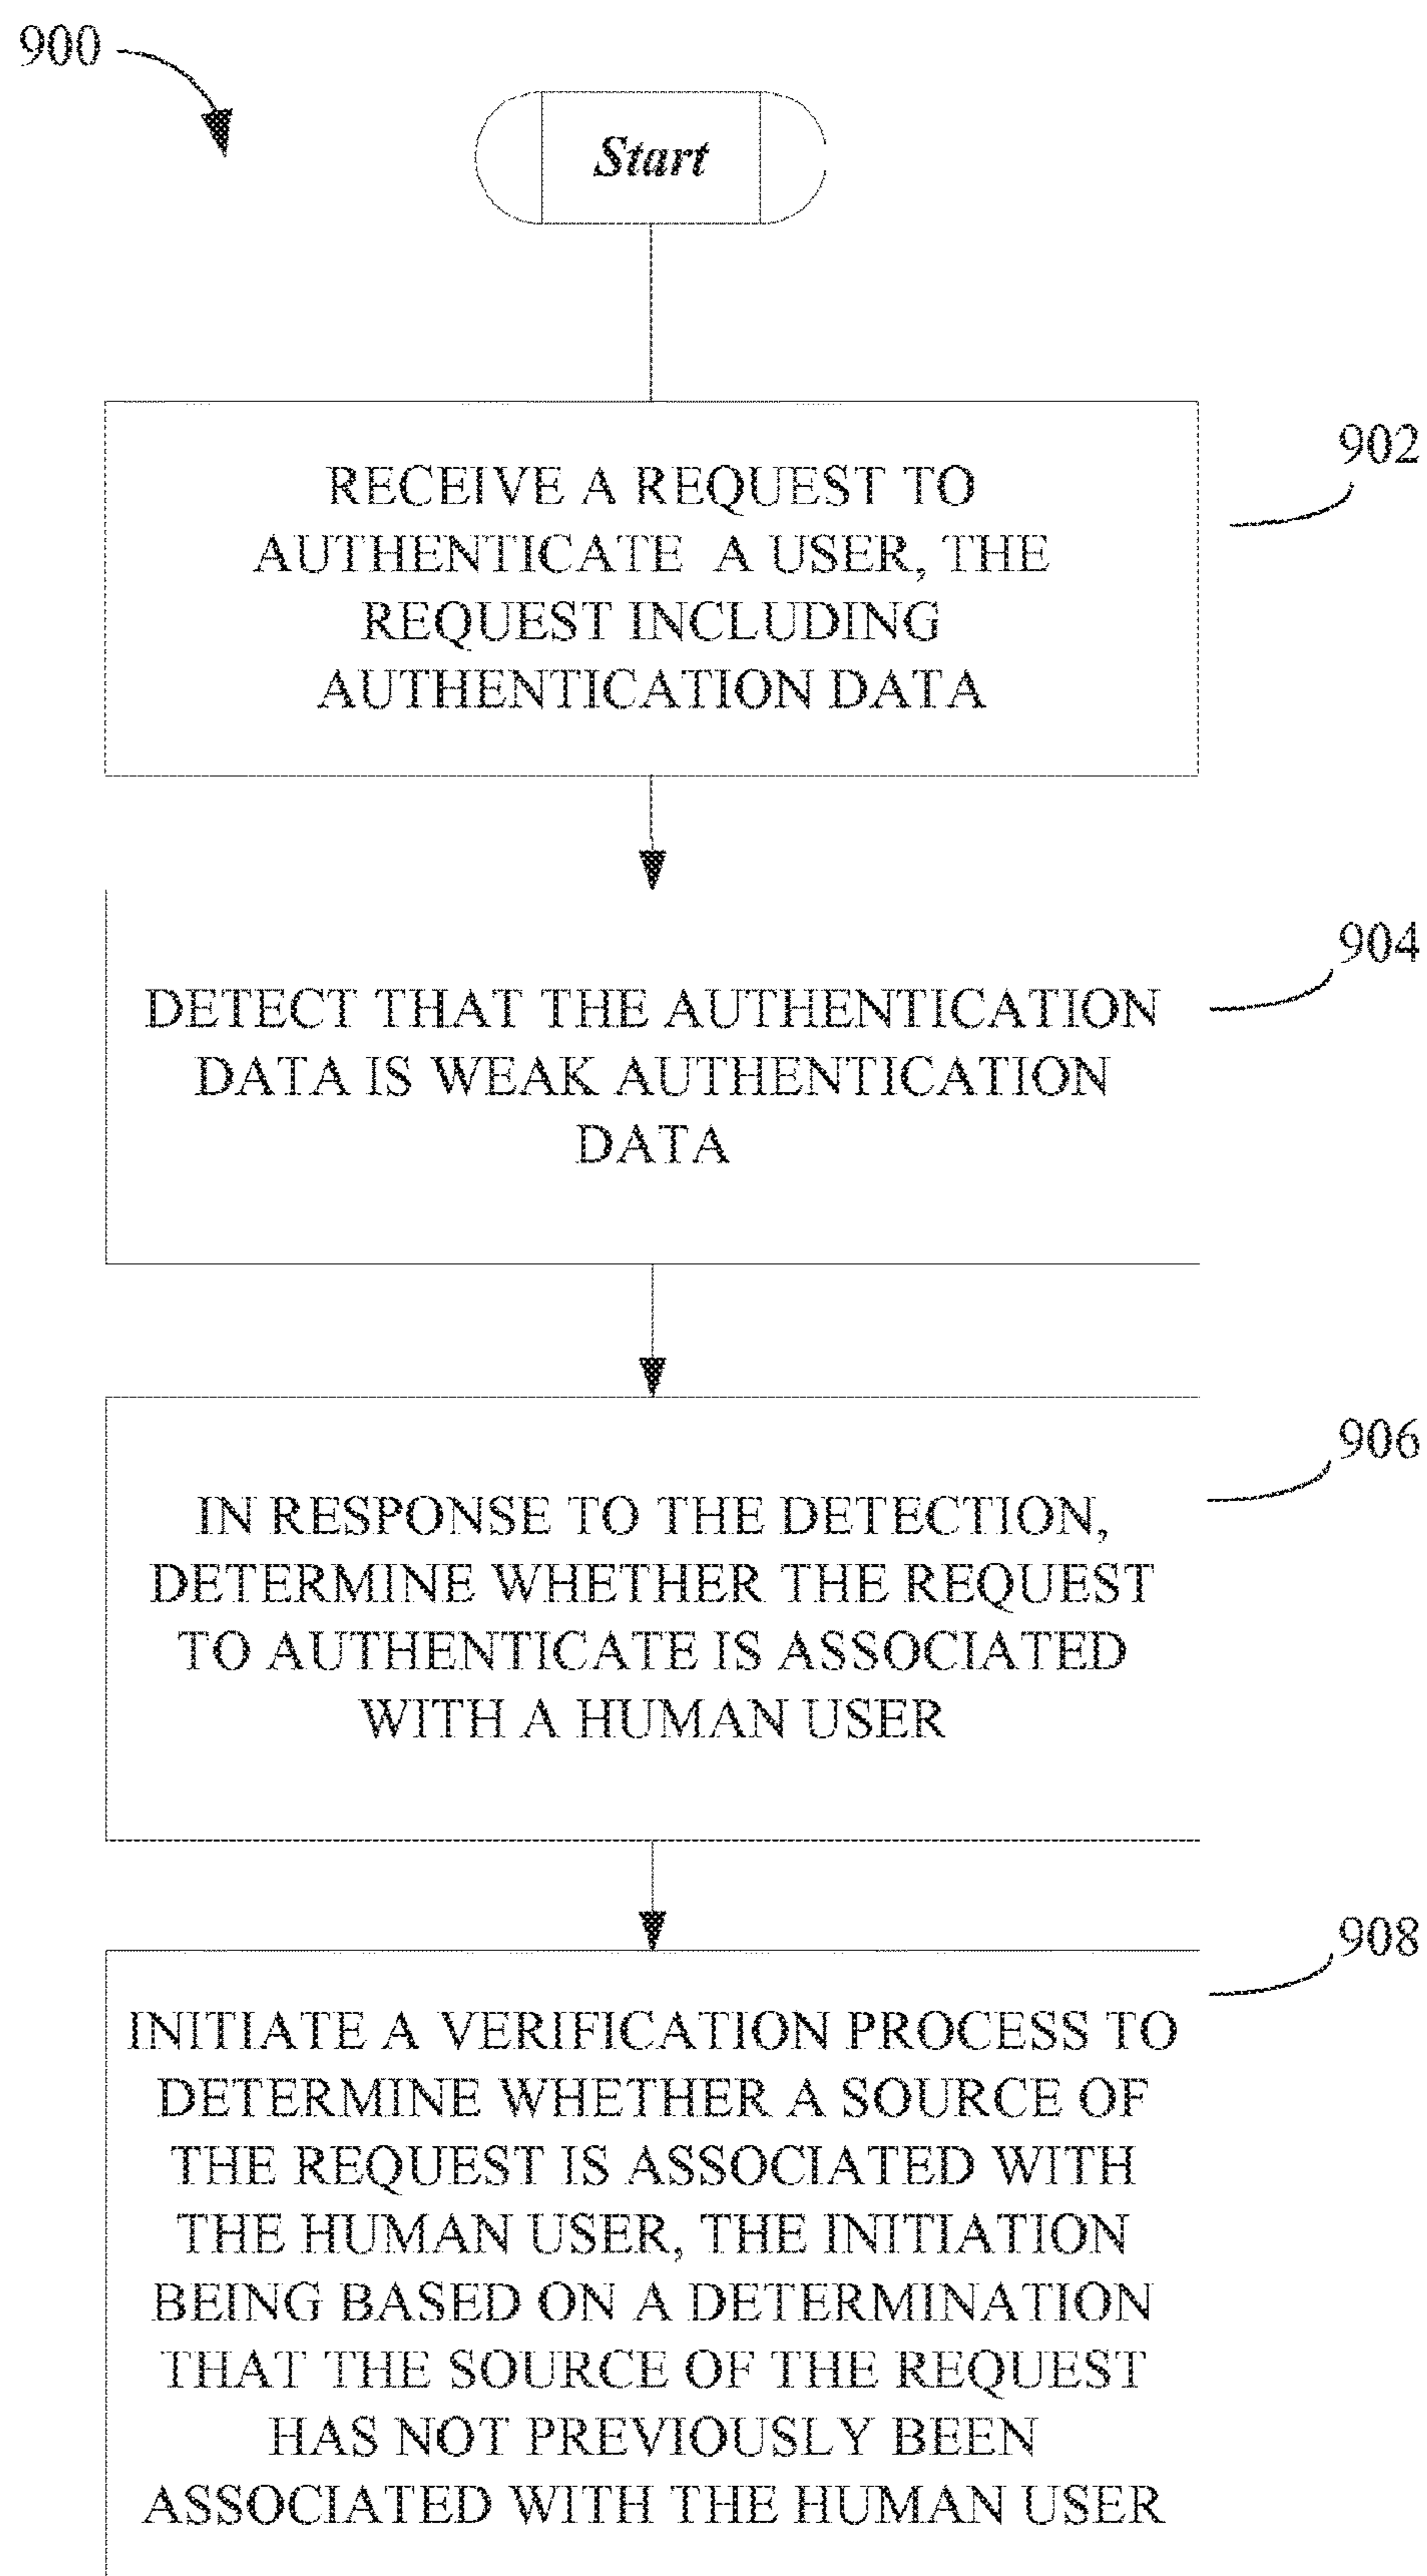 900
Start
902
RECEIVE A REQUEST TO
AUTHENTICATE A USER, THE
REQUEST INCLUDING
AUTHENTICATION DATA
904
DETECT THAT THE AUTHENTICATION
DATA IS WEAK AUTHENTICATION
DATA
906
IN RESPONSE TO THE DETECTION,
DETERMINE WHETHER THE REQUEST
TO AUTHENTICATE IS ASSOCIATED
WITH A HUMAN USER
908
INITIATE A VERIFICATION PROCESS TO
DETERMINE WHETHER A SOURCE OF
THE REQUEST IS ASSOCIATED WITH
THE HUMAN USER, THE INITIATION
BEING BASED ON A DETERMINATION
THAT THE SOURCE OF THE REQUEST
HAS NOT PREVIOUSLY BEEN
ASSOCIATED WITH THE HUMAN USER